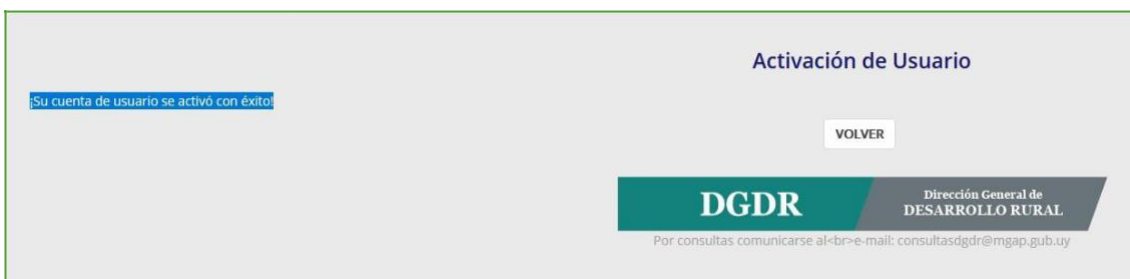 Activación de Usuario
¡Su cuenta de usuario se activó con éxito!
VOLVER
DGDR
Dirección General de
DESARROLLO RURAL
Por consultas comunicarse al<br>e-mail: consultasdgdr@mgap.gub.uy